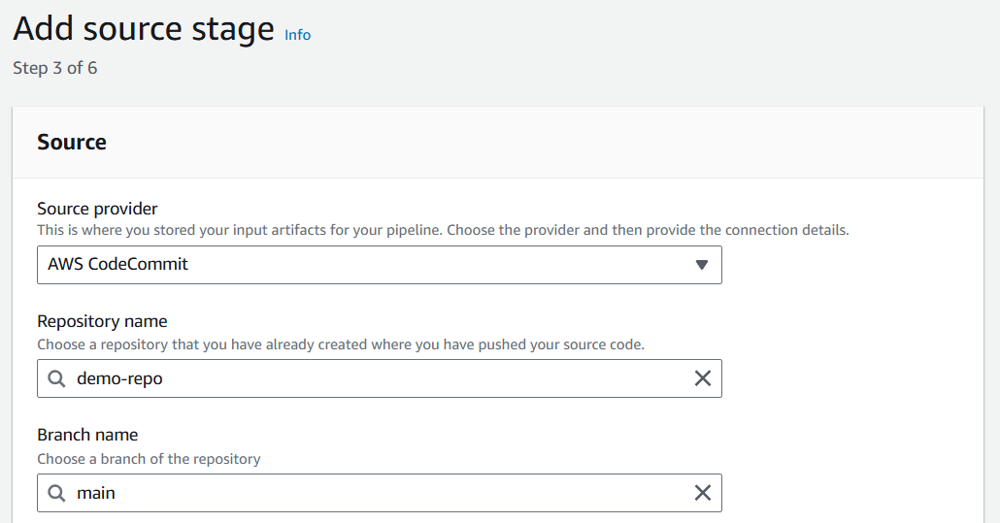 Add source stage Info
Step 3 of 6
Source
Source provider
This is where you stored your input artifacts for your pipeline. Choose the provider and then provide the connection details.
AWS CodeCommit
Repository name
Choose a repository that you have already created where you have pushed your source code.
demo-repo
Branch name
Choose a branch of the repository
main